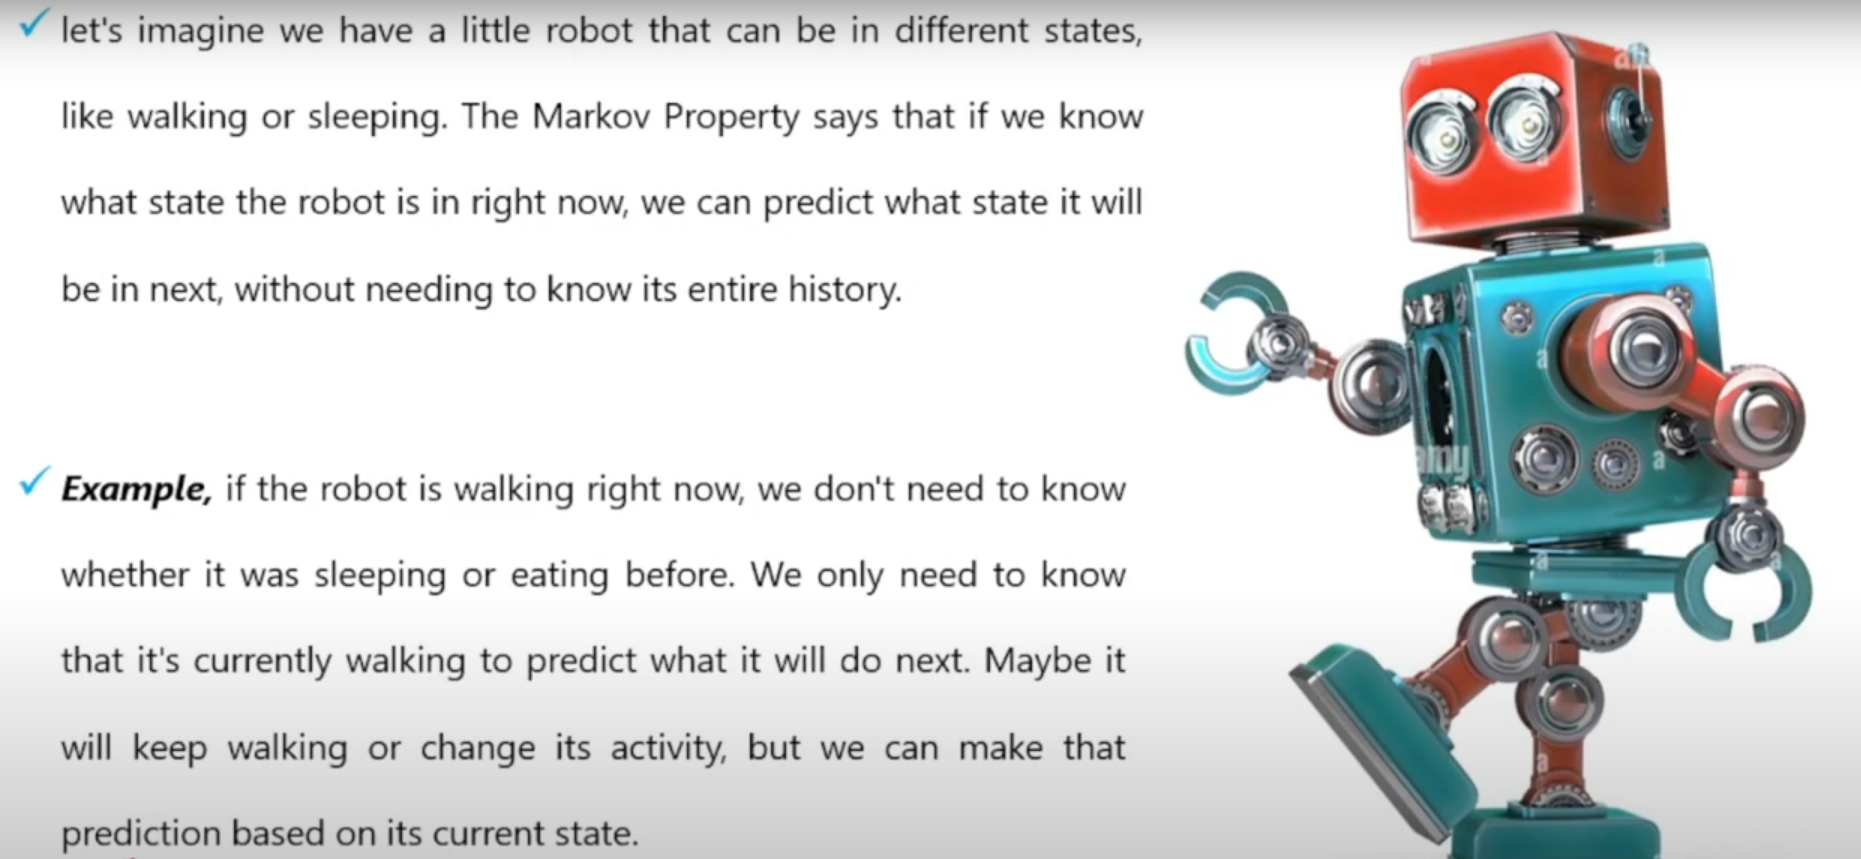 let's imagine we have a little robot that can be in different states,
like walking or sleeping. The Markov Property says that if we know
what state the robot is in right now, we can predict what state it will
be in next, without needing to know its entire history.
Example, if the robot is walking right now, we don't need to know
whether it was sleeping or eating before. We only need to know
that it's currently walking to predict what it will do next. Maybe it
will keep walking or change its activity, but we can make that
prediction based on its current state.